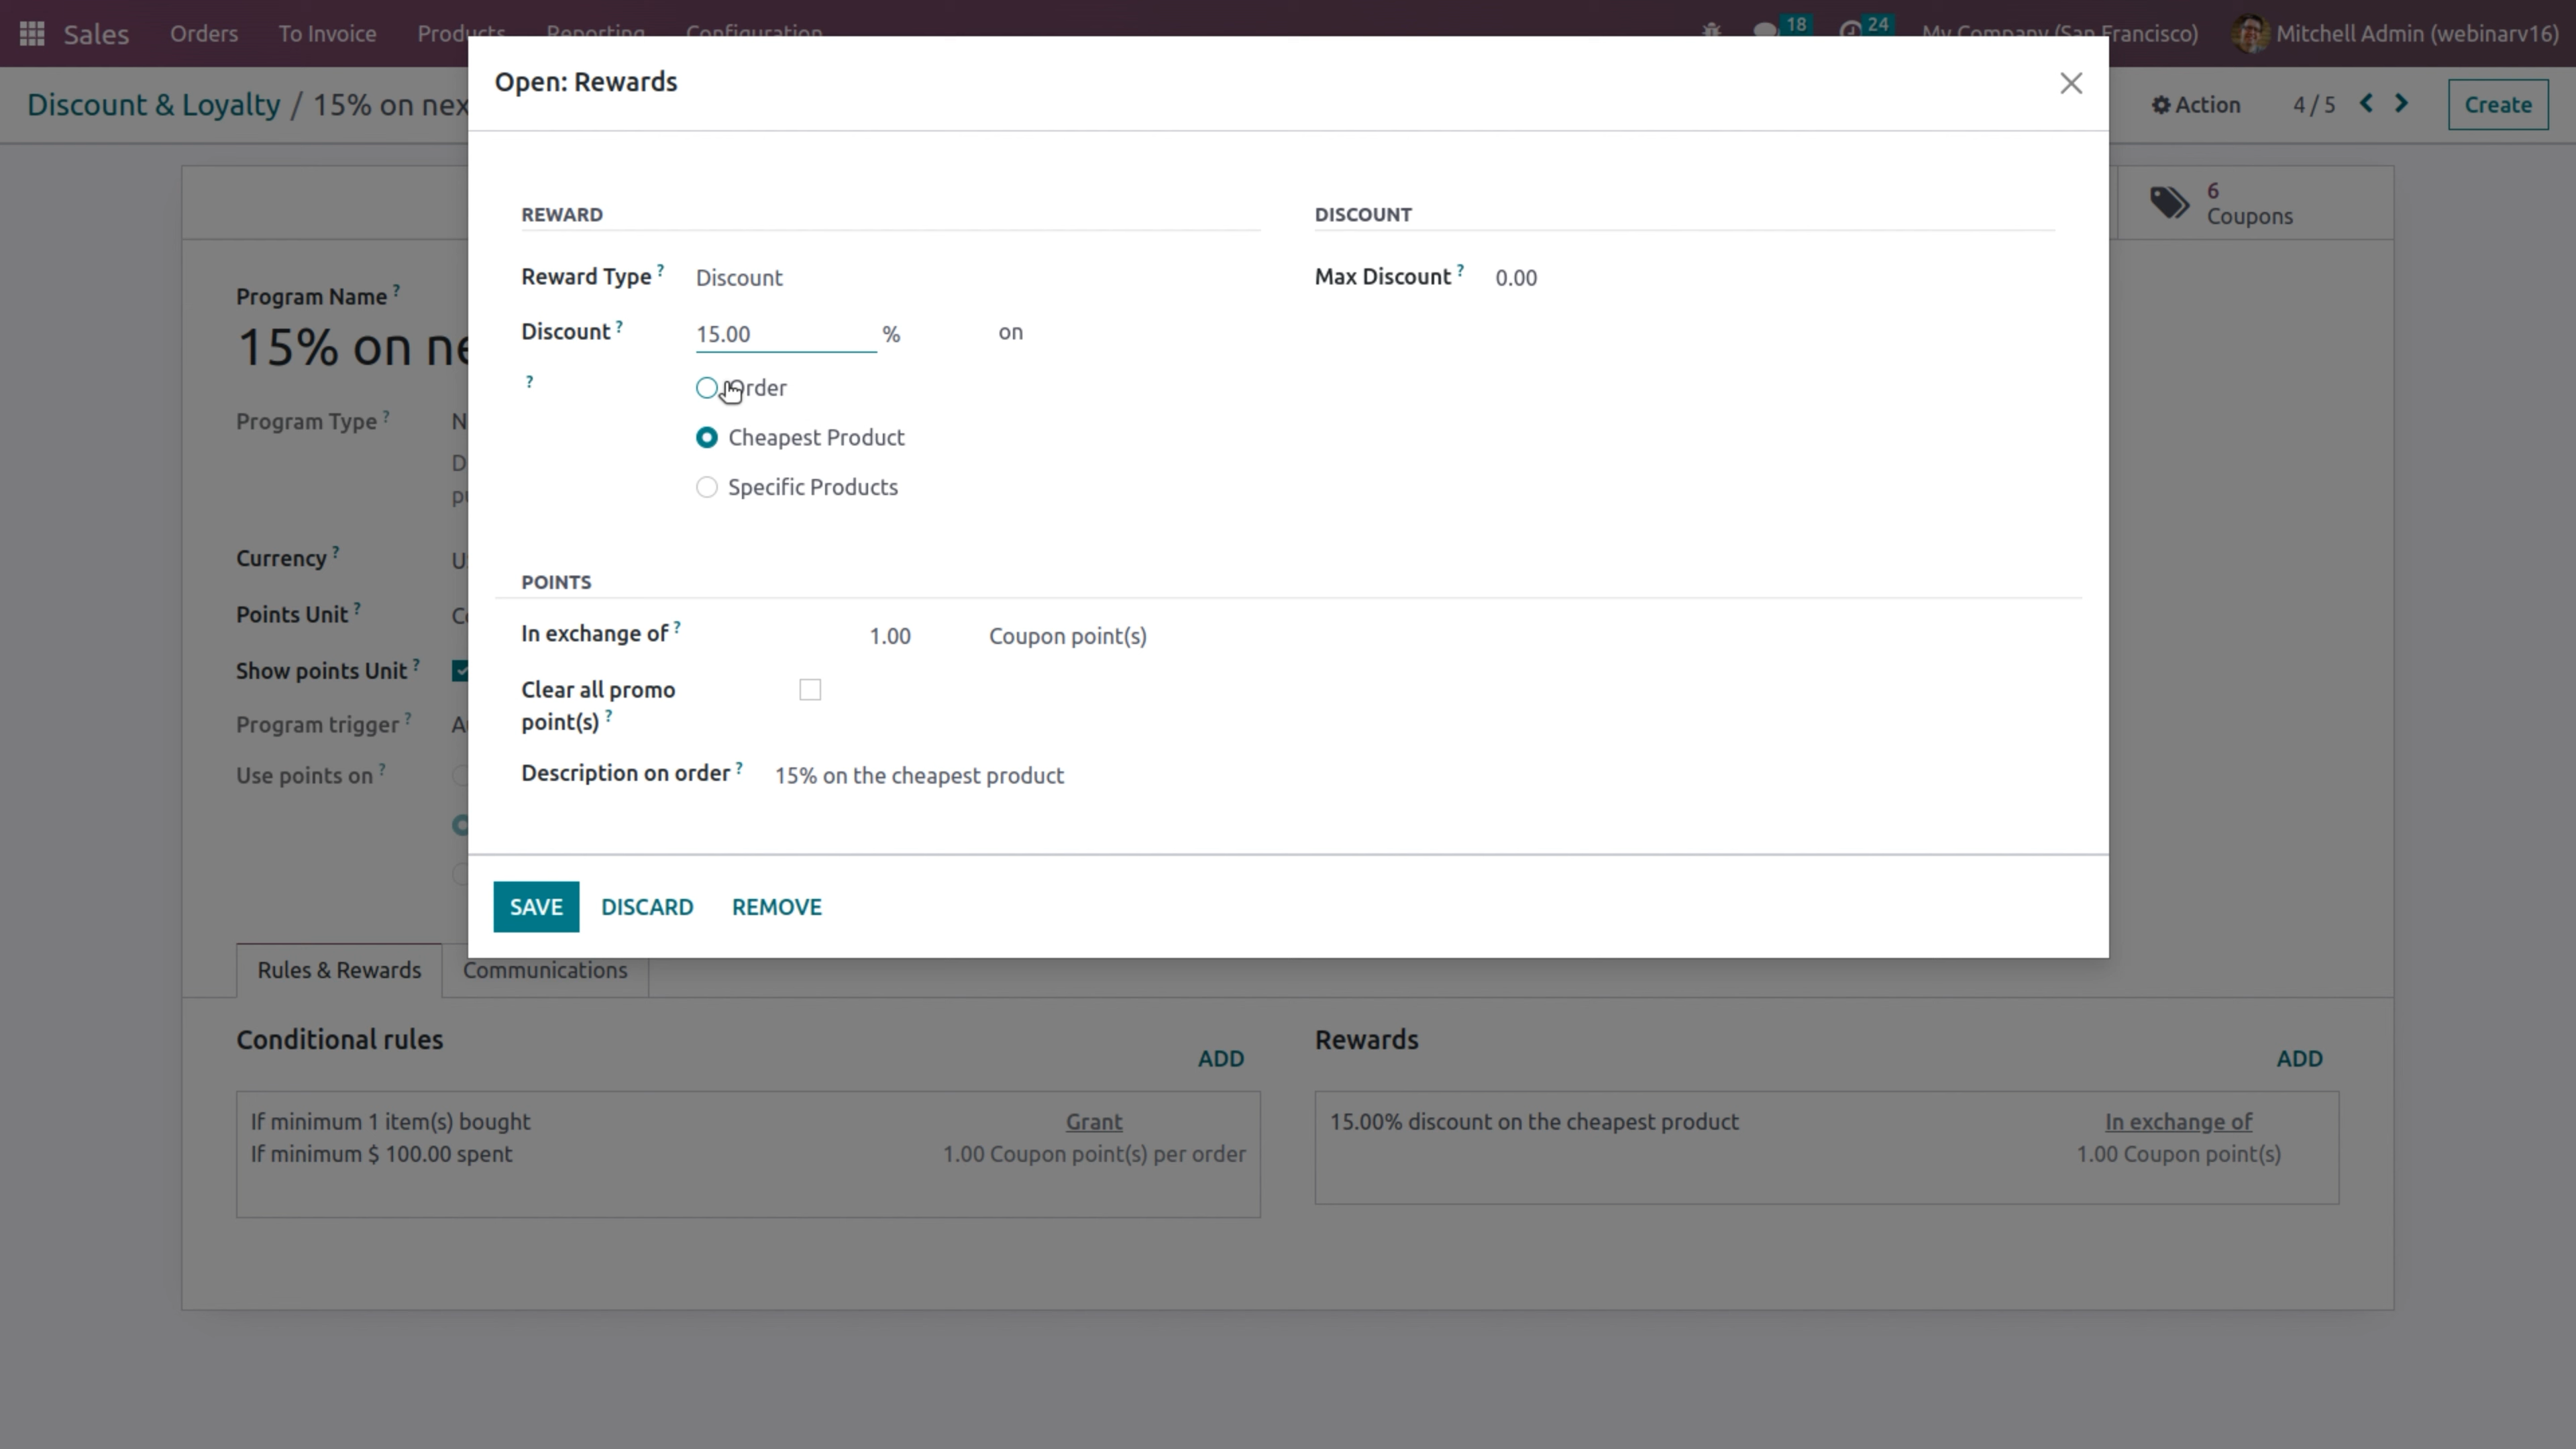 Sales Orders To Invoice Products Reporting Configuration 18 24 My Company (San Francisco) Mitchell Admin (webinarv16)
Discount & Loyalty / 15% on nex
Action 4 / 5 Create
Open: Rewards
6
Coupons
REWARD
Reward Type ? Discount
Discount ? 15.00 % on
? Order
Cheapest Product
Specific Products
DISCOUNT
Max Discount ? 0.00
POINTS
In exchange of ? 1.00 Coupon point(s)
Clear all promo
point(s) ?
Description on order ? 15% on the cheapest product
SAVE DISCARD REMOVE
Program Name ?
15% on ne
Program Type ? N
D
Currency ? U
Points Unit ?
Show points Unit ?
Program trigger ? A
Use points on ?
Rules & Rewards Communications
Conditional rules
ADD
If minimum 1 item(s) bought Grant
If minimum $ 100.00 spent 1.00 Coupon point(s) per order
Rewards
ADD
15.00% discount on the cheapest product In exchange of
1.00 Coupon point(s)